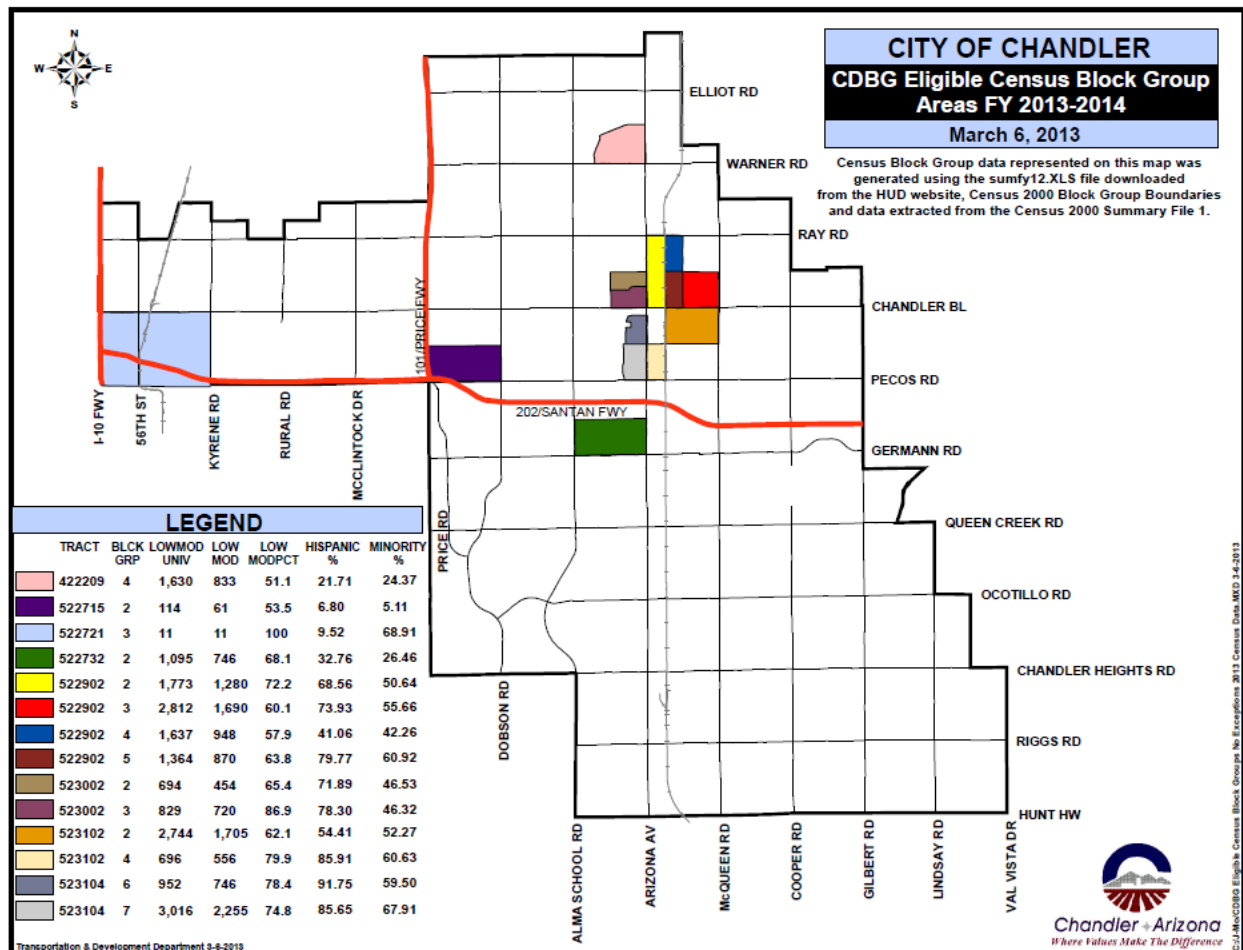 N
W E
S
CITY OF CHANDLER
CDBG Eligible Census Block Group
Areas FY 2013-2014
March 6, 2013
Census Block Group data represented on this map was
generated using the sumfy12.XLS file downloaded
from the HUD website, Census 2000 Block Group Boundaries
and data extracted from the Census 2000 Summary File 1.
ELLIOT RD
WARNER RD
RAY RD
CHANDLER BL
PECOS RD
GERMANN RD
QUEEN CREEK RD
OCOTILLO RD
CHANDLER HEIGHTS RD
RIGGS RD
HUNT HW
101/PRICE FWY
202/SANTAN FWY
I-10 FWY
56TH ST
KYRENE RD
RURAL RD
MCCLINTOCK DR
PRICE RD
DOBSON RD
ALMA SCHOOL RD
ARIZONA AV
McQUEEN RD
COOPER RD
GILBERT RD
LINDSAY RD
VAL VISTA DR
LEGEND
TRACT BLCK LOWMOD LOW LOW HISPANIC MINORITY
GRP UNIV MOD MODPCT % %
422209 4 1,630 833 51.1 21.71 24.37
522715 2 114 61 53.5 6.80 5.11
522721 3 11 11 100 9.52 68.91
522732 2 1,095 746 68.1 32.76 26.46
522902 2 1,773 1,280 72.2 68.56 50.64
522902 3 2,812 1,690 60.1 73.93 55.66
522902 4 1,637 948 57.9 41.06 42.26
522902 5 1,364 870 63.8 79.77 60.92
523002 2 694 454 65.4 71.89 46.53
523002 3 829 720 86.9 78.30 46.32
523102 2 2,744 1,705 62.1 54.41 52.27
523102 4 696 556 79.9 85.91 60.63
523104 6 952 746 78.4 91.75 59.50
523104 7 3,016 2,255 74.8 85.65 67.91
Transportation & Development Department 3-6-2013
Chandler Arizona
Where Values Make The Difference
CDBG Eligible Census Block Groups No Exceptions 2013 Census Data.MXD 3-6-2013